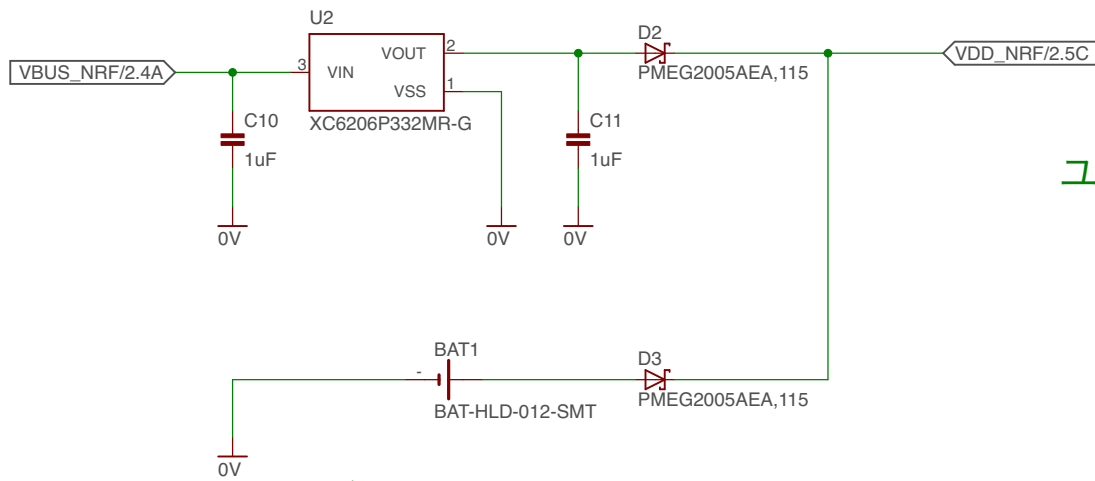 U2
D2
VBUS_NRF/2.4A
3
VIN
VOUT
2
VSS
1
XC6206P332MR-G
PMEG2005AEA,115
VDD_NRF/2.5C
C10
1uF
C11
1uF
0V
0V
0V
BAT1
-
BAT-HLD-012-SMT
D3
PMEG2005AEA,115
0V